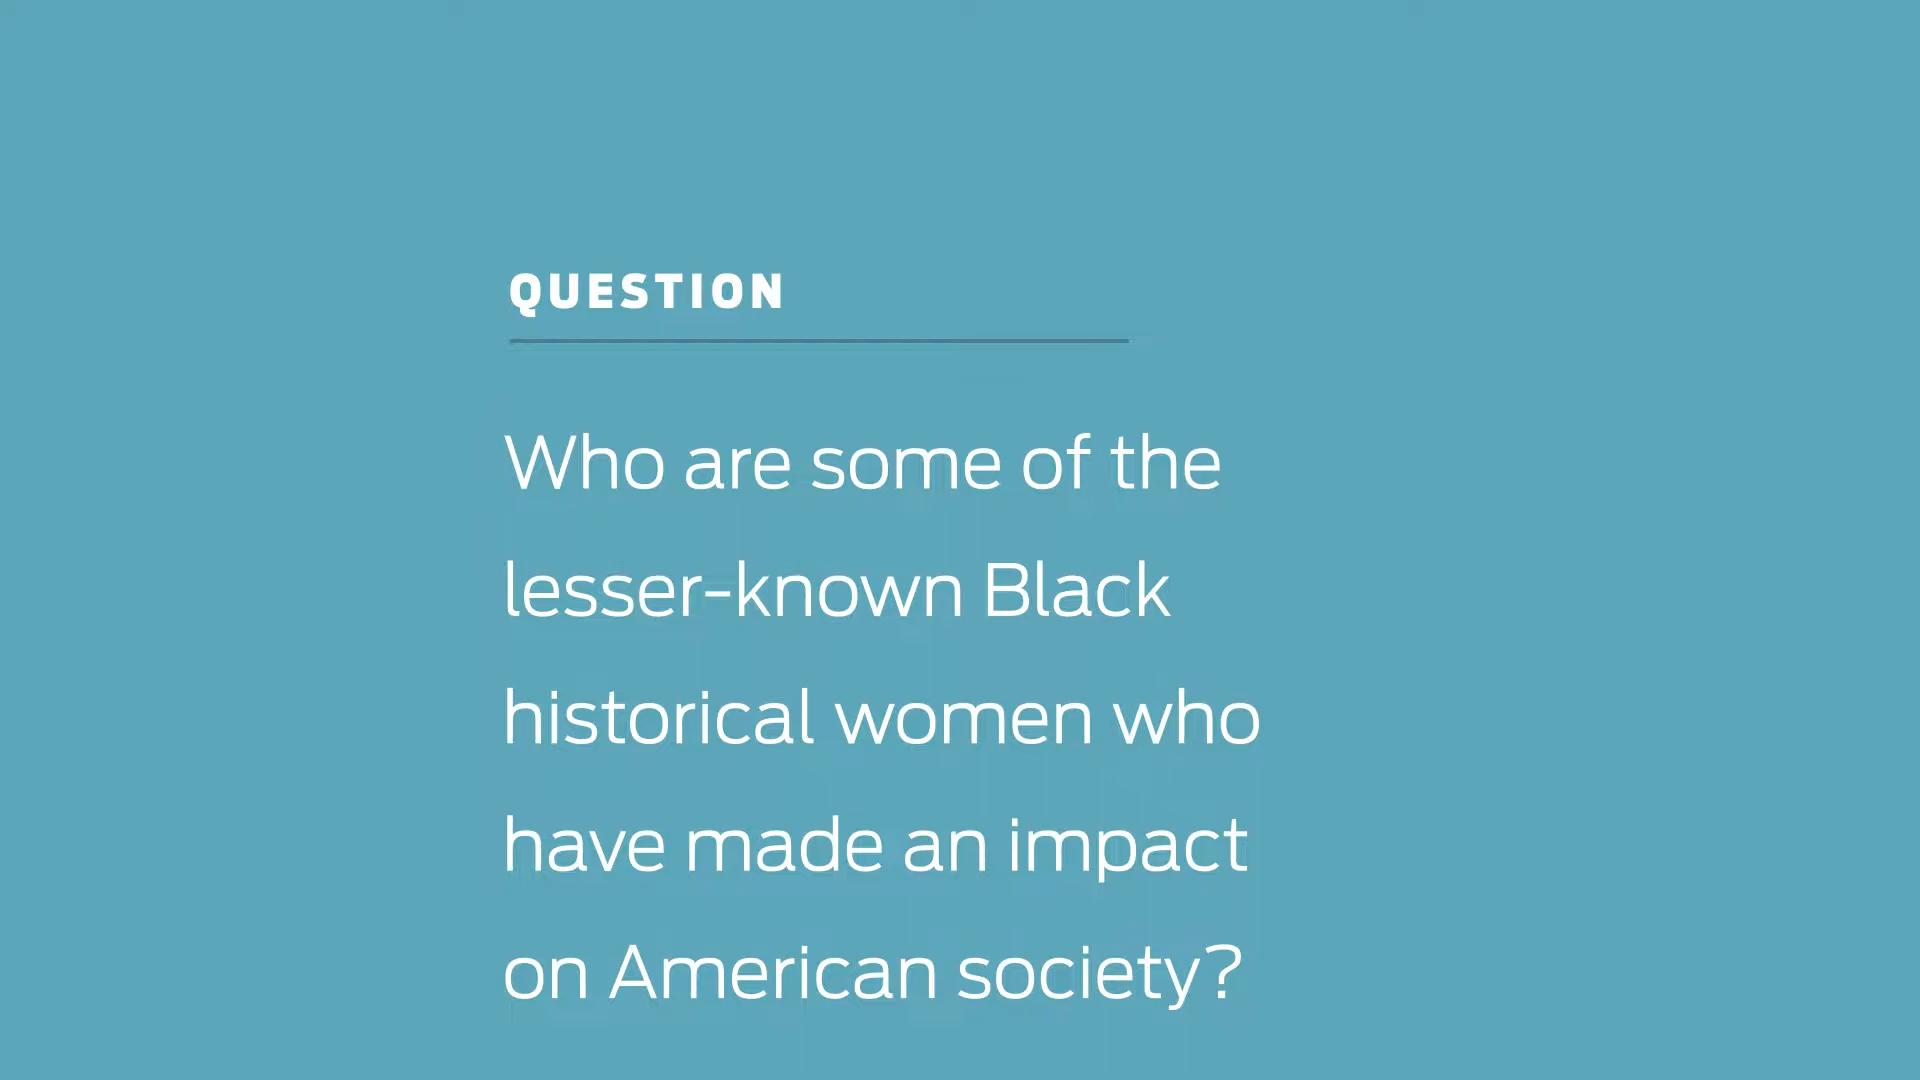 QUESTION
Who are some of the
lesser-known Black
historical women who
have made an impact
on American society?